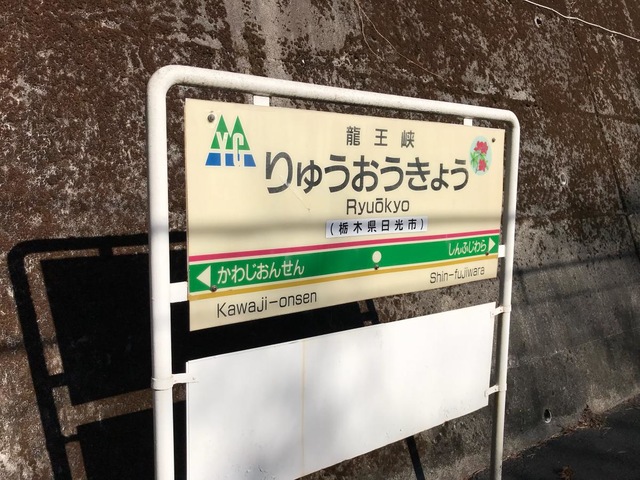 YC
龍王峡
りゅうおうきょう
Ryuōkyo
(栃木県日光市)
かわじおんせん
しんふじわら
Kawaji-onsen
Shin-fujiwara